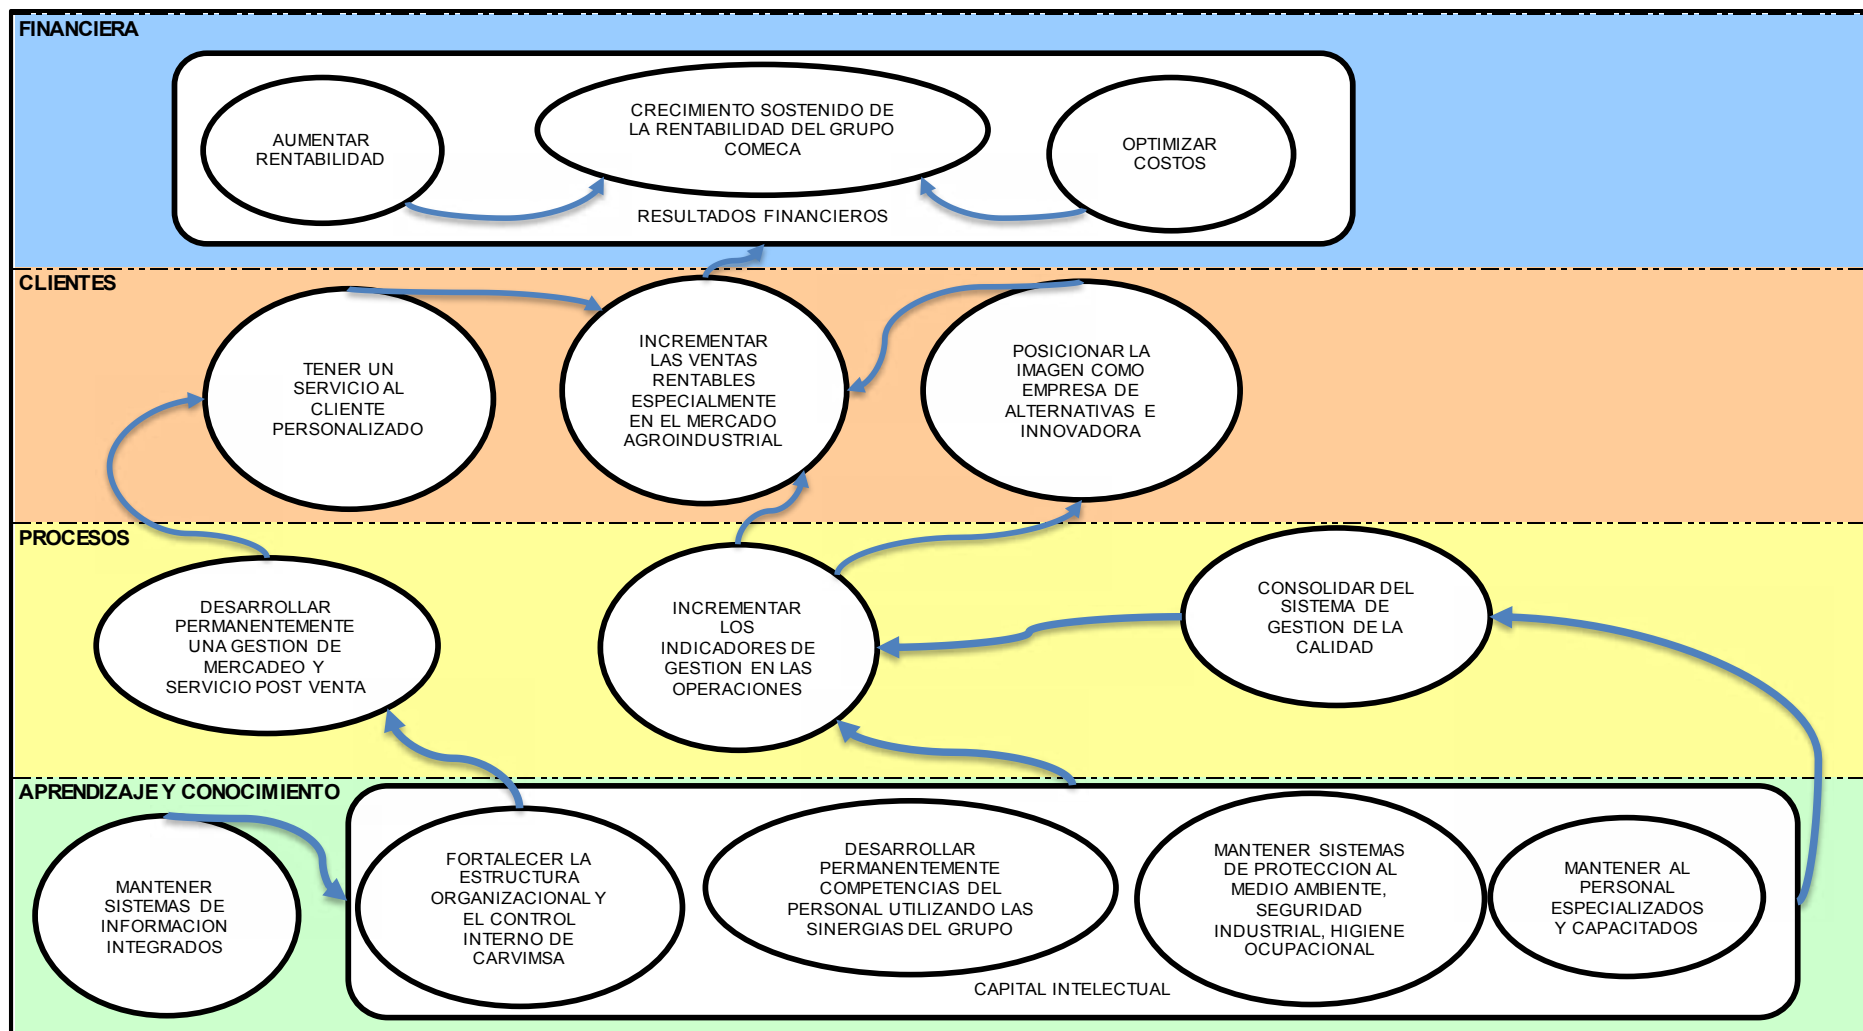 FINANCIERA
AUMENTAR
RENTABILIDAD
CRECIMIENTO SOSTENIDO DE
LA RENTABILIDAD DEL GRUPO
COMECA
OPTIMIZAR
COSTOS
RESULTADOS FINANCIEROS
CLIENTES
TENER UN
SERVICIO AL
CLIENTE
PERSONALIZADO
INCREMENTAR
LAS VENTAS
RENTABLES
ESPECIALMENTE
EN EL MERCADO
AGROINDUSTRIAL
POSICIONAR LA
IMAGEN COMO
EMPRESA DE
ALTERNATIVAS E
INNOVADORA
PROCESOS
DESARROLLAR
PERMANENTEMENTE
UNA GESTION DE
MERCADEO Y
SERVICIO POST VENTA
INCREMENTAR
LOS
INDICADORES DE
GESTION EN LAS
OPERACIONES
CONSOLIDAR DEL
SISTEMA DE
GESTION DE LA
CALIDAD
APRENDIZAJE Y CONOCIMIENTO
MANTENER
SISTEMAS DE
INFORMACION
INTEGRADOS
FORTALECER LA
ESTRUCTURA
ORGANIZACIONAL Y
EL CONTROL
INTERNO DE
CARVIMSA
DESARROLLAR
PERMANENTEMENTE
COMPETENCIAS DEL
PERSONAL UTILIZANDO LAS
SINERGIAS DEL GRUPO
MANTENER SISTEMAS
DE PROTECCION AL
MEDIO AMBIENTE,
SEGURIDAD
INDUSTRIAL, HIGIENE
OCUPACIONAL
MANTENER AL
PERSONAL
ESPECIALIZADOS
Y CAPACITADOS
CAPITAL INTELECTUAL